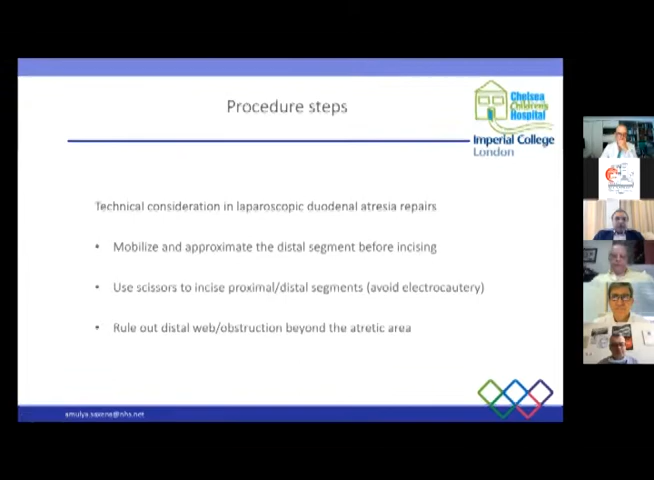 Procedure steps
Chelsea
Children's
Hospital
Imperial College
London
Technical consideration in laparoscopic duodenal atresia repairs
• Mobilize and approximate the distal segment before incising
• Use scissors to incise proximal/distal segments (avoid electrocautery)
• Rule out distal web/obstruction beyond the atretic area
amulya.saxena@nhs.net